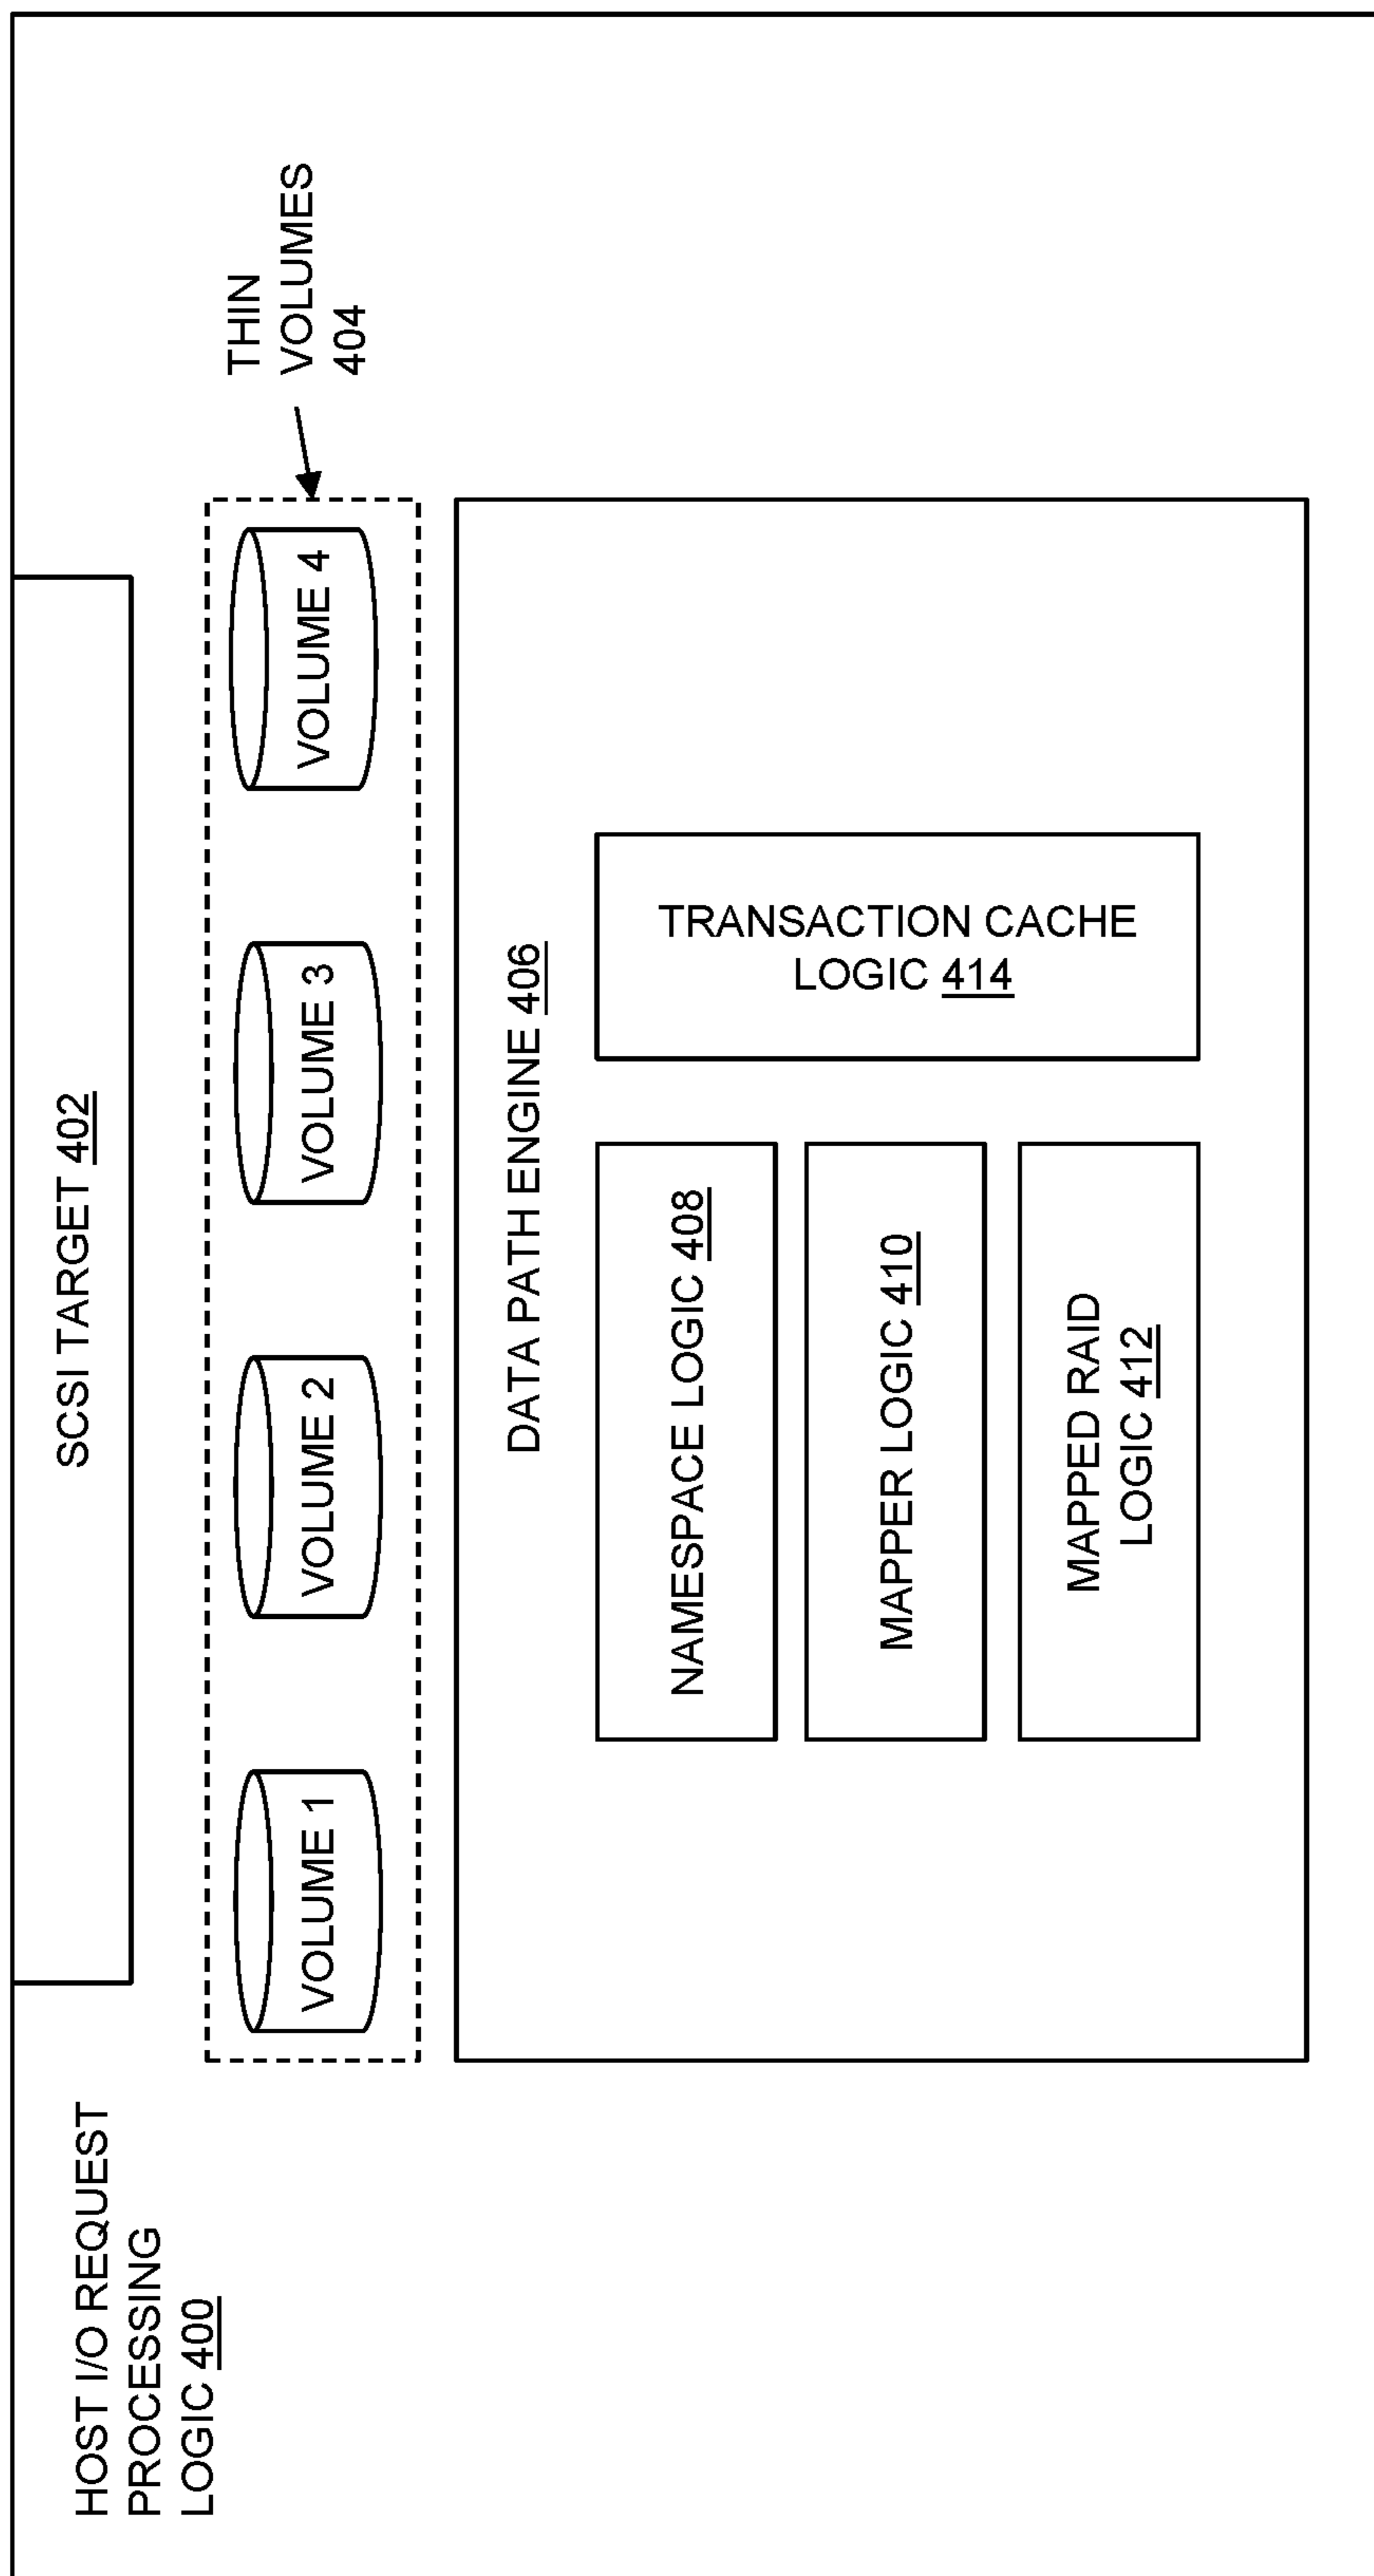 HOST I/O REQUEST
PROCESSING
LOGIC 400
SCSI TARGET 402
VOLUME 1
VOLUME 2
VOLUME 3
VOLUME 4
THIN
VOLUMES
404
DATA PATH ENGINE 406
NAMESPACE LOGIC 408
MAPPER LOGIC 410
MAPPED RAID
LOGIC 412
TRANSACTION CACHE
LOGIC 414